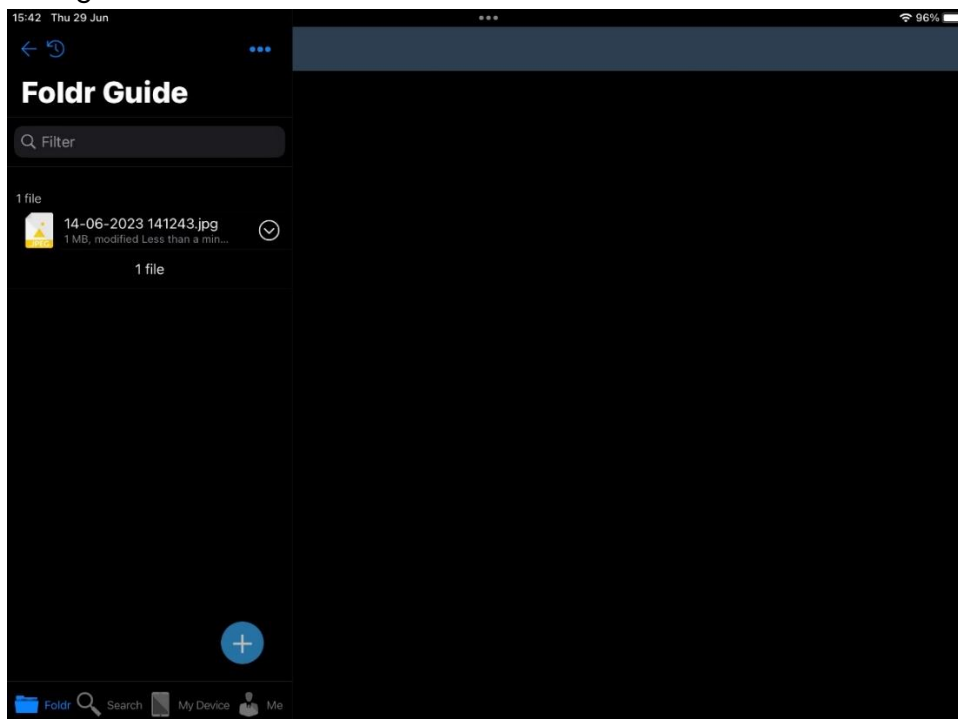 15:42 Thu 29 Jun
96%
Foldr Guide
Filter
1 file
14-06-2023 141243.jpg
JPEG
1 MB, modified Less than a min...
1 file
Foldr Search My Device Me